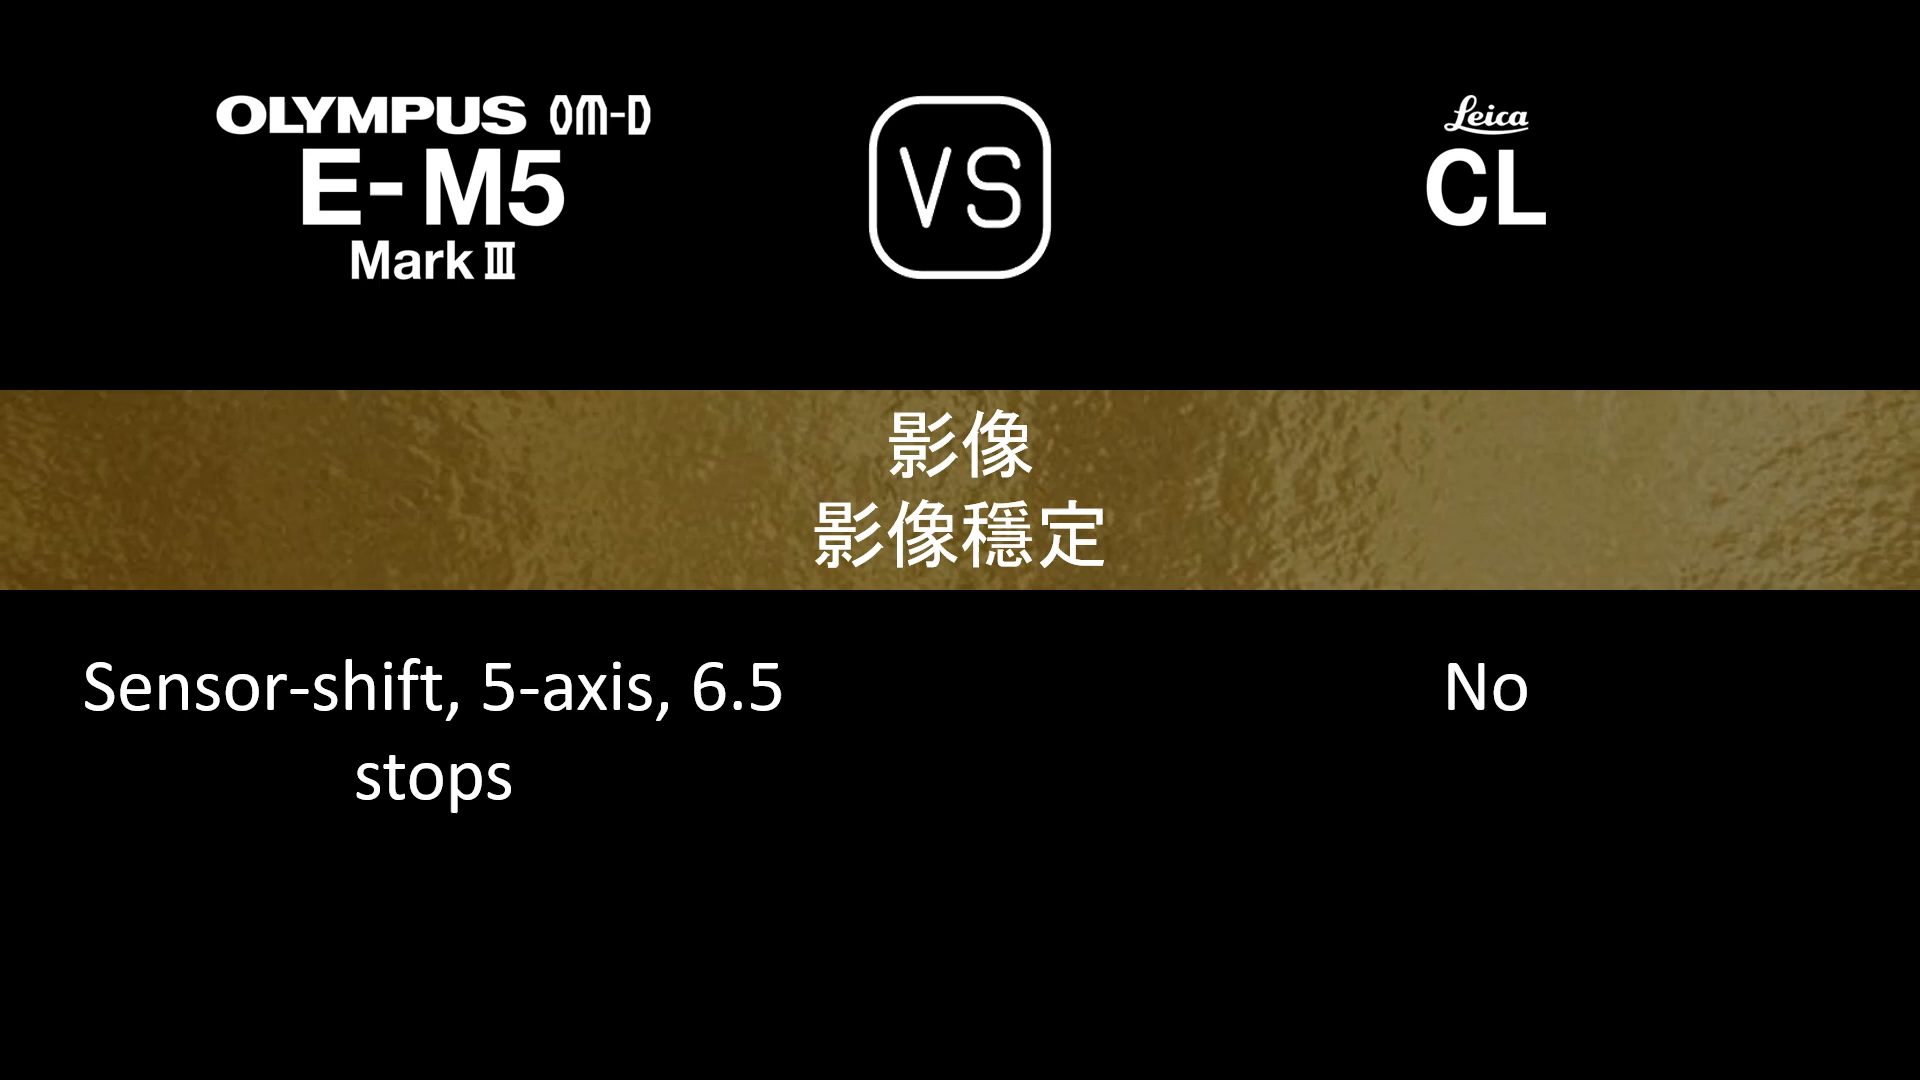 OLYMPUS OM-D
E-M5
Mark III
VS
Leica
CL
影像
影像穩定
Sensor-shift, 5-axis, 6.5
stops
No